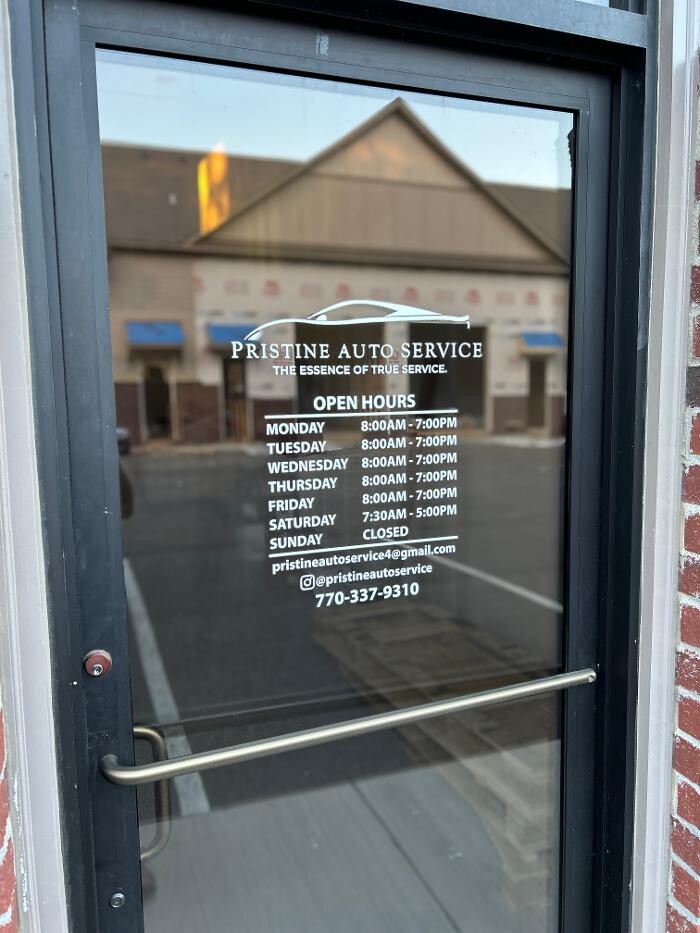 PRISTINE AUTO SERVICE
THE ESSENCE OF TRUE SERVICE.
OPEN HOURS
MONDAY 8:00AM - 7:00PM
TUESDAY 8:00AM - 7:00PM
WEDNESDAY 8:00AM - 7:00PM
THURSDAY 8:00AM - 7:00PM
FRIDAY 8:00AM - 7:00PM
SATURDAY 7:30AM - 5:00PM
SUNDAY CLOSED
pristineautoservice4@gmail.com
@pristineautoservice
770-337-9310